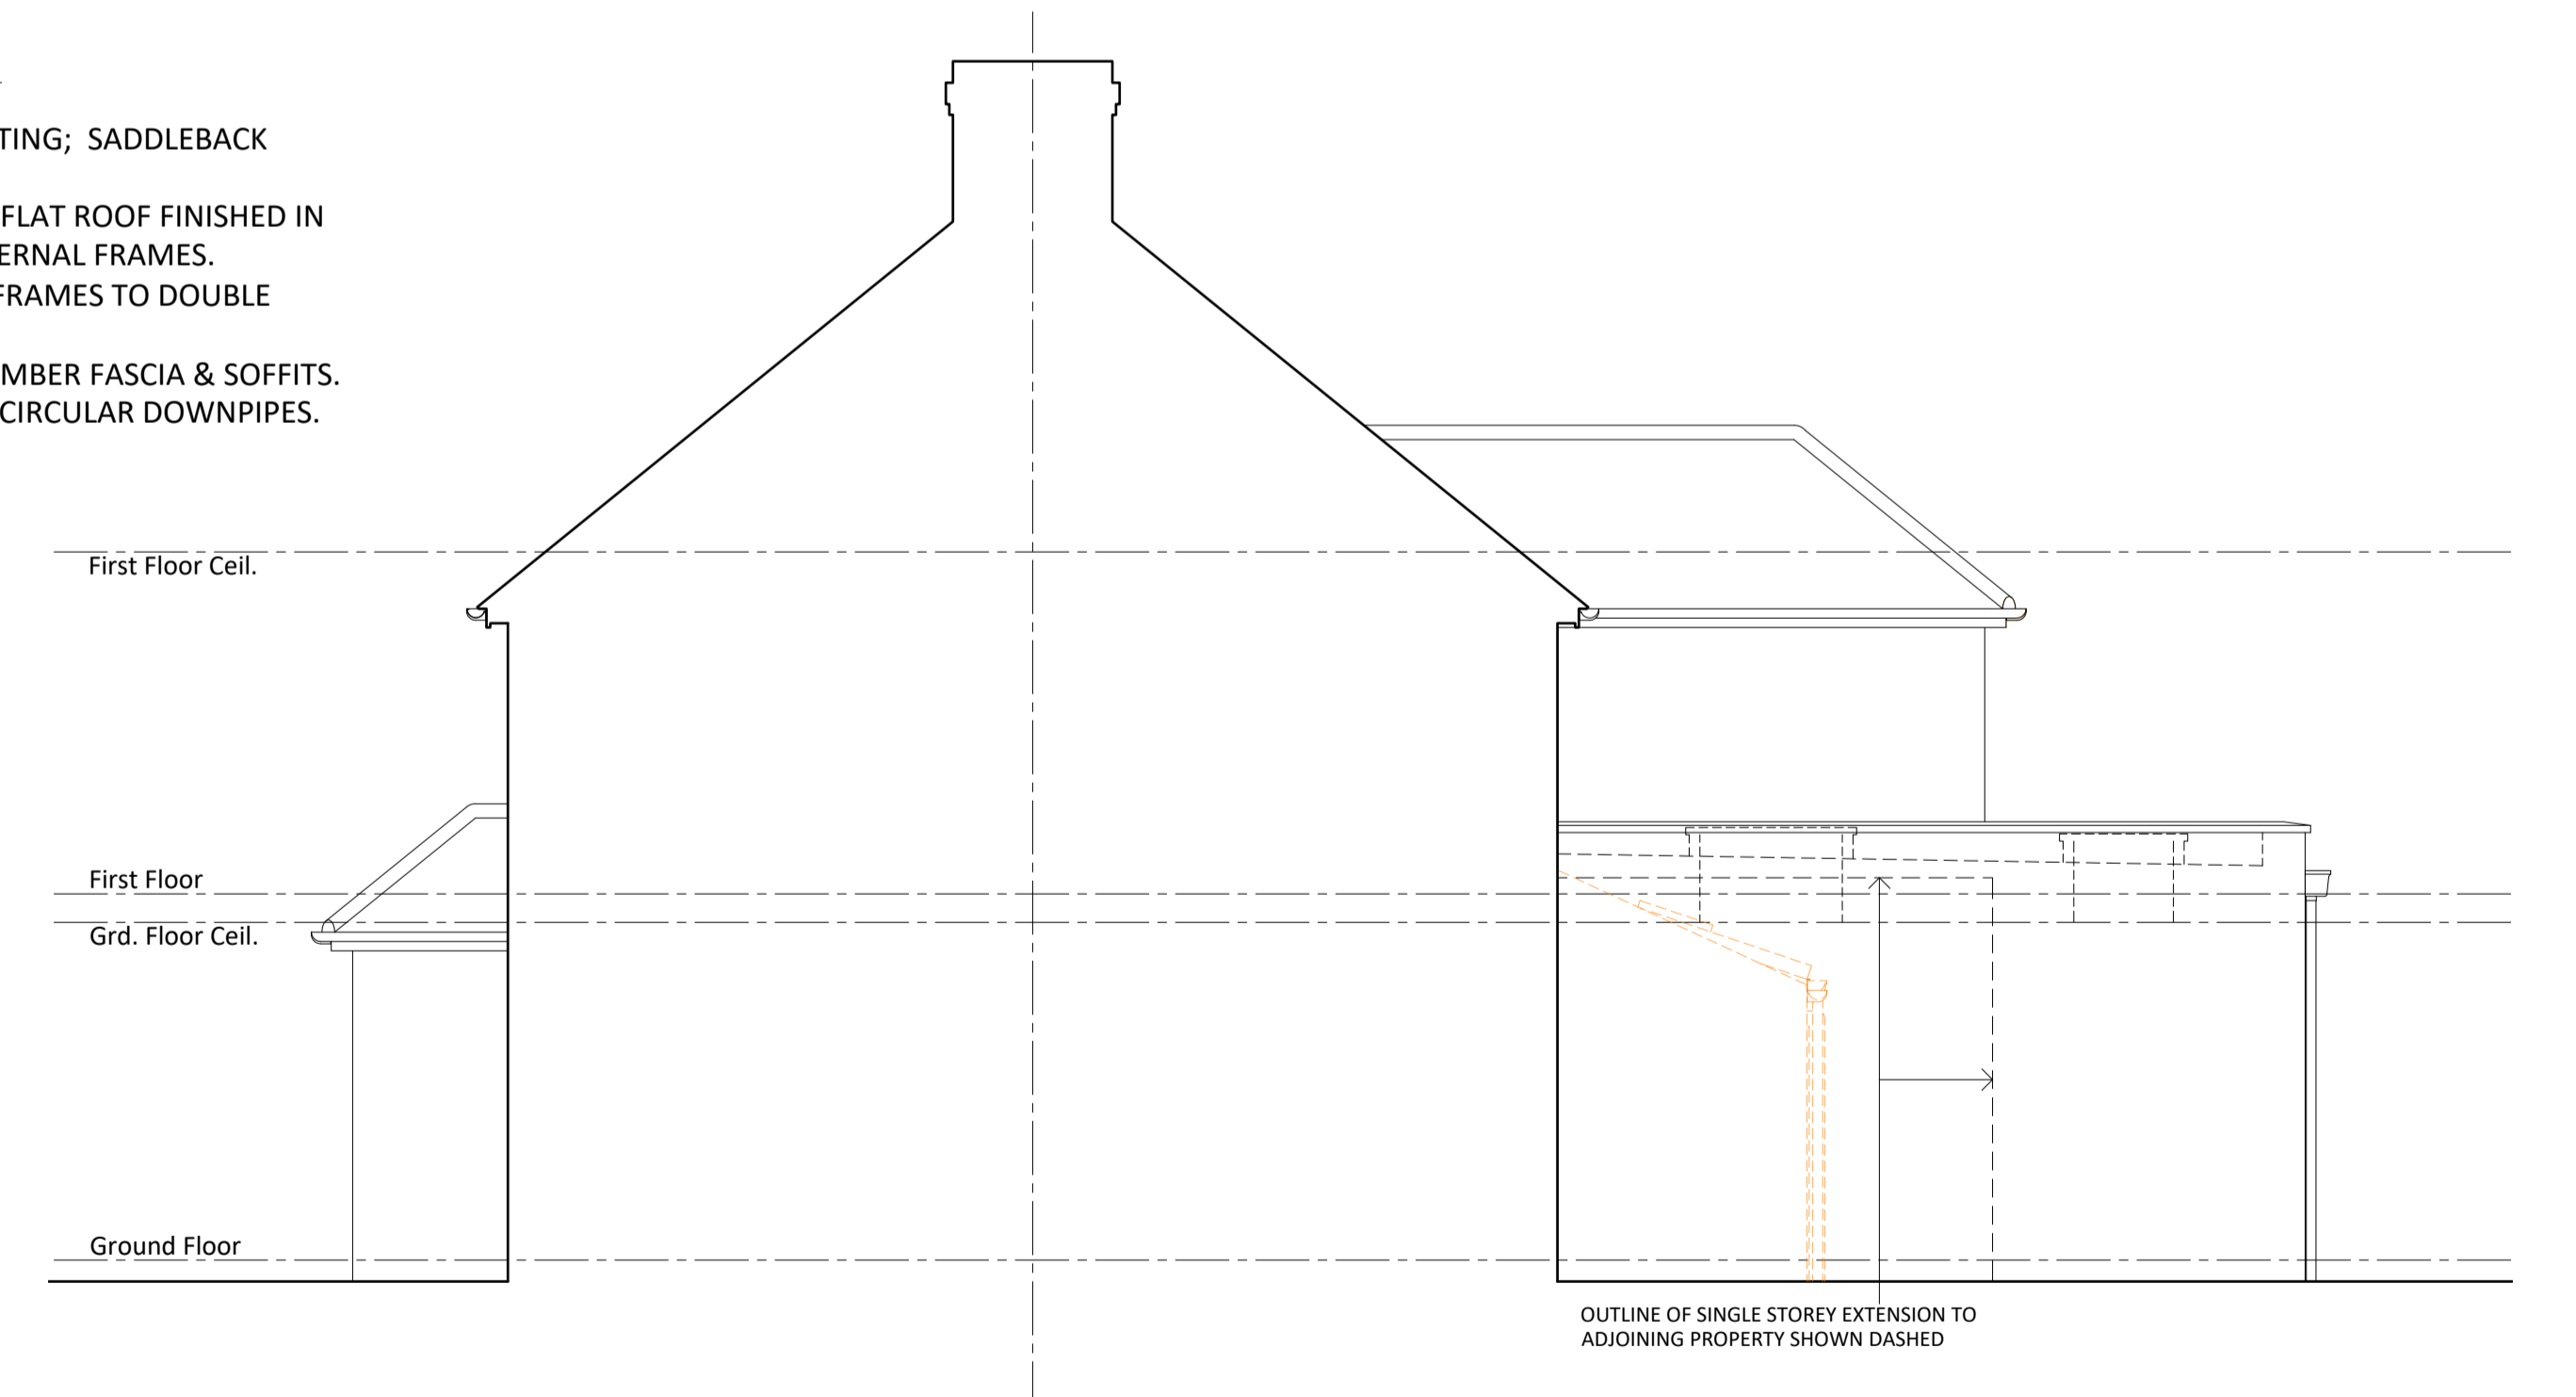 TING; SADDLEBACK
FLAT ROOF FINISHED IN
ERNAL FRAMES.
FRAMES TO DOUBLE
MBER FASCIA & SOFFITS.
CIRCULAR DOWNPIPES.
First Floor Ceil.
First Floor
Grd. Floor Ceil.
Ground Floor
OUTLINE OF SINGLE STOREY EXTENSION TO
ADJOINING PROPERTY SHOWN DASHED